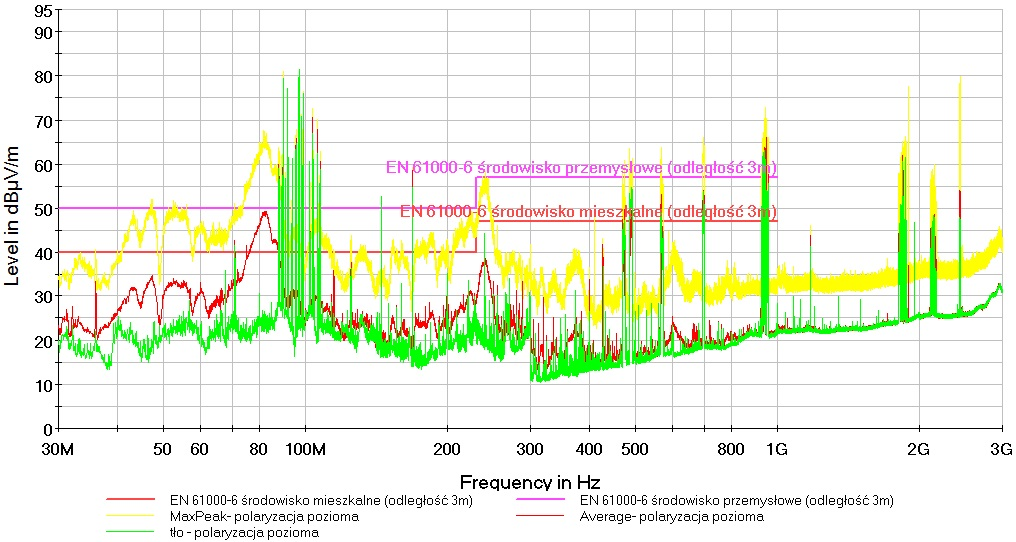 Level in dBµV/m
95
90
80
70
60
50
40
30
20
10
0
EN 61000-6 środowisko przemysłowe (odległość 3m)
EN 61000-6 środowisko mieszkalne (odległość 3m)
30M 50 60 80 100M 200 300 400 500 800 1G 2G 3G
Frequency in Hz
EN 61000-6 środowisko mieszkalne (odległość 3m) EN 61000-6 środowisko przemysłowe (odległość 3m)
MaxPeak- polaryzacja pozioma Average- polaryzacja pozioma
tło - polaryzacja pozioma